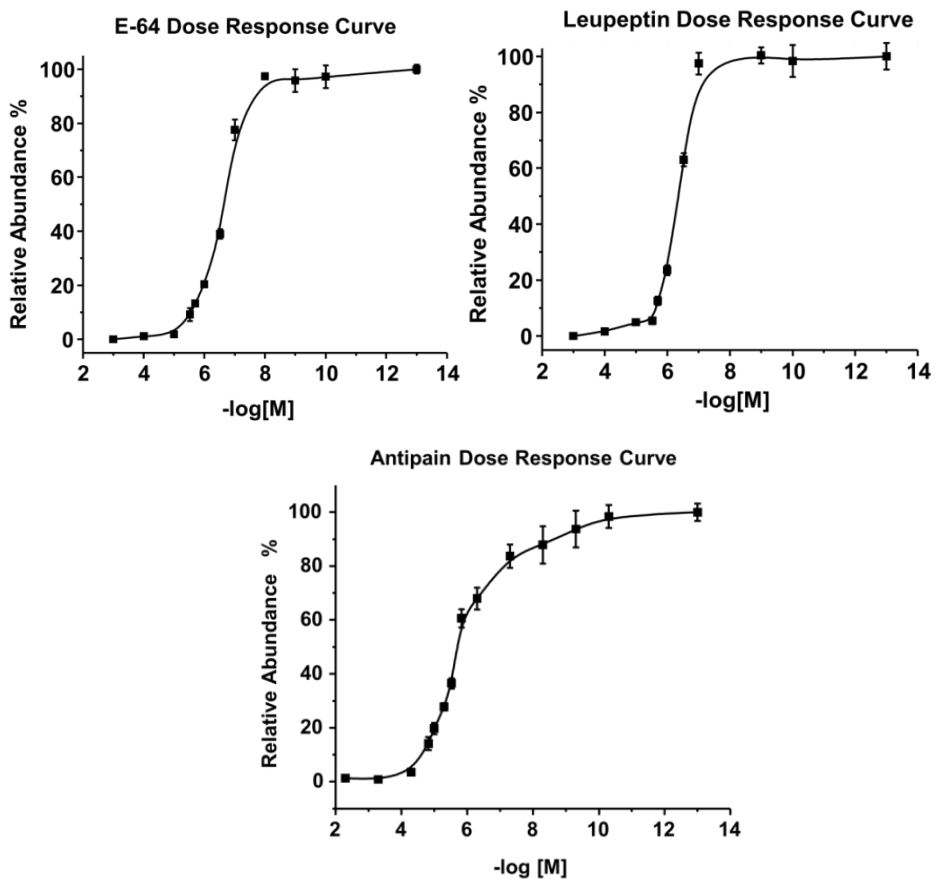 E-64 Dose Response Curve
Relative Abundance %
100
80
60
40
20
0
2 4 6 8 10 12 14
-log[M]
Leupeptin Dose Response Curve
Relative Abundance %
100
80
60
40
20
0
2 4 6 8 10 12 14
-log[M]
Antipain Dose Response Curve
Relative Abundance %
100
80
60
40
20
0
2 4 6 8 10 12 14
-log [M]